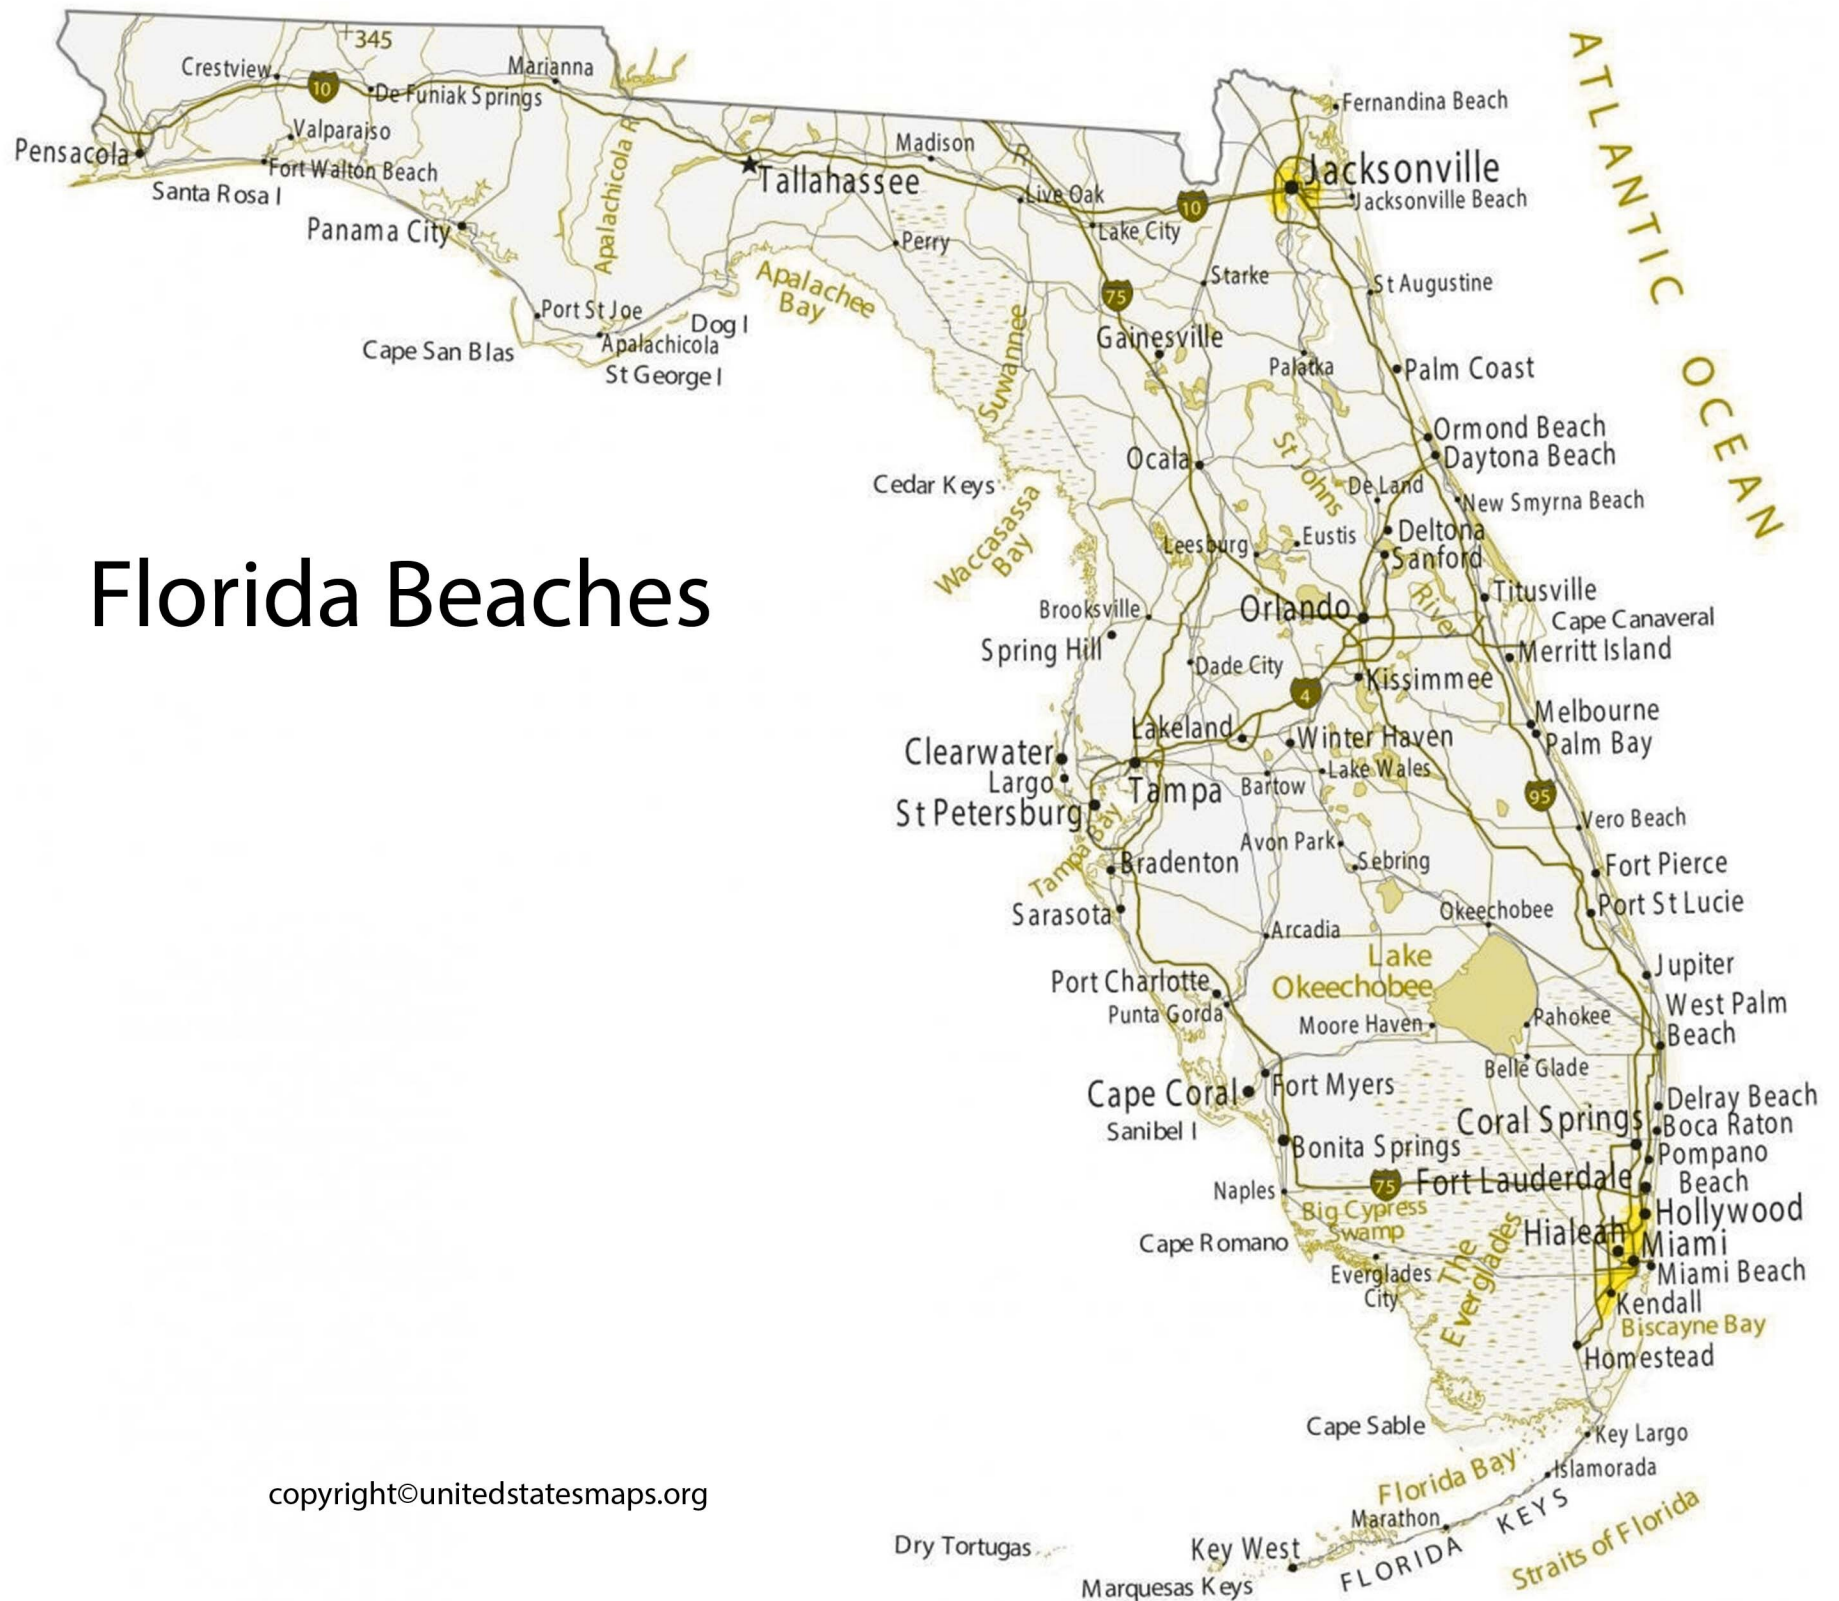 345
Crestview
10
De Funiak Springs
Marianna
Valparaiso
Pensacola
Fort Walton Beach
Santa Rosa I
Panama City
Apalachicola R
Tallahassee
Madison
Live Oak
R
10
Lake City
Perry
Port St Joe
Apalachicola
Dog I
Cape San Blas
St George I
Apalachee
Bay
Fernandina Beach
Jacksonville
Jacksonville Beach
ATLANTIC OCEAN
75
Starke
St Augustine
Gainesville
Palatka
Palm Coast
Suwannee
Ormond Beach
Daytona Beach
Ocala
St Johns
River
De Land
New Smyrna Beach
Cedar Keys
Waccasassa
Bay
Leesburg
Eustis
Deltona
Sanford
Titusville
Florida Beaches
Brooksville
Orlando
Cape Canaveral
Spring Hill
Dade City
Merritt Island
4
Kissimmee
Melbourne
Palm Bay
Clearwater
Lakeland
Winter Haven
Largo
Tampa
Bartow
Lake Wales
95
St Petersburg
Tampa Bay
Avon Park
Sebring
Vero Beach
Bradenton
Fort Pierce
Sarasota
Arcadia
Okeechobee
Port St Lucie
Lake
Okeechobee
Jupiter
Port Charlotte
Punta Gorda
Moore Haven
Pahokee
West Palm
Beach
Belle Glade
Cape Coral
Fort Myers
Delray Beach
Sanibel I
Coral Springs
Boca Raton
Bonita Springs
Pompano
Beach
Naples
75
Fort Lauderdale
Big Cypress
Swamp
Hollywood
Cape Romano
Hialeah
Miami
Everglades
City
The
Everglades
Miami Beach
Kendall
Biscayne Bay
Homestead
Cape Sable
Key Largo
Florida Bay
Islamorada
copyright©unitedstatesmaps.org
Marathon
FLORIDA KEYS
Straits of Florida
Dry Tortugas
Key West
Marquesas Keys